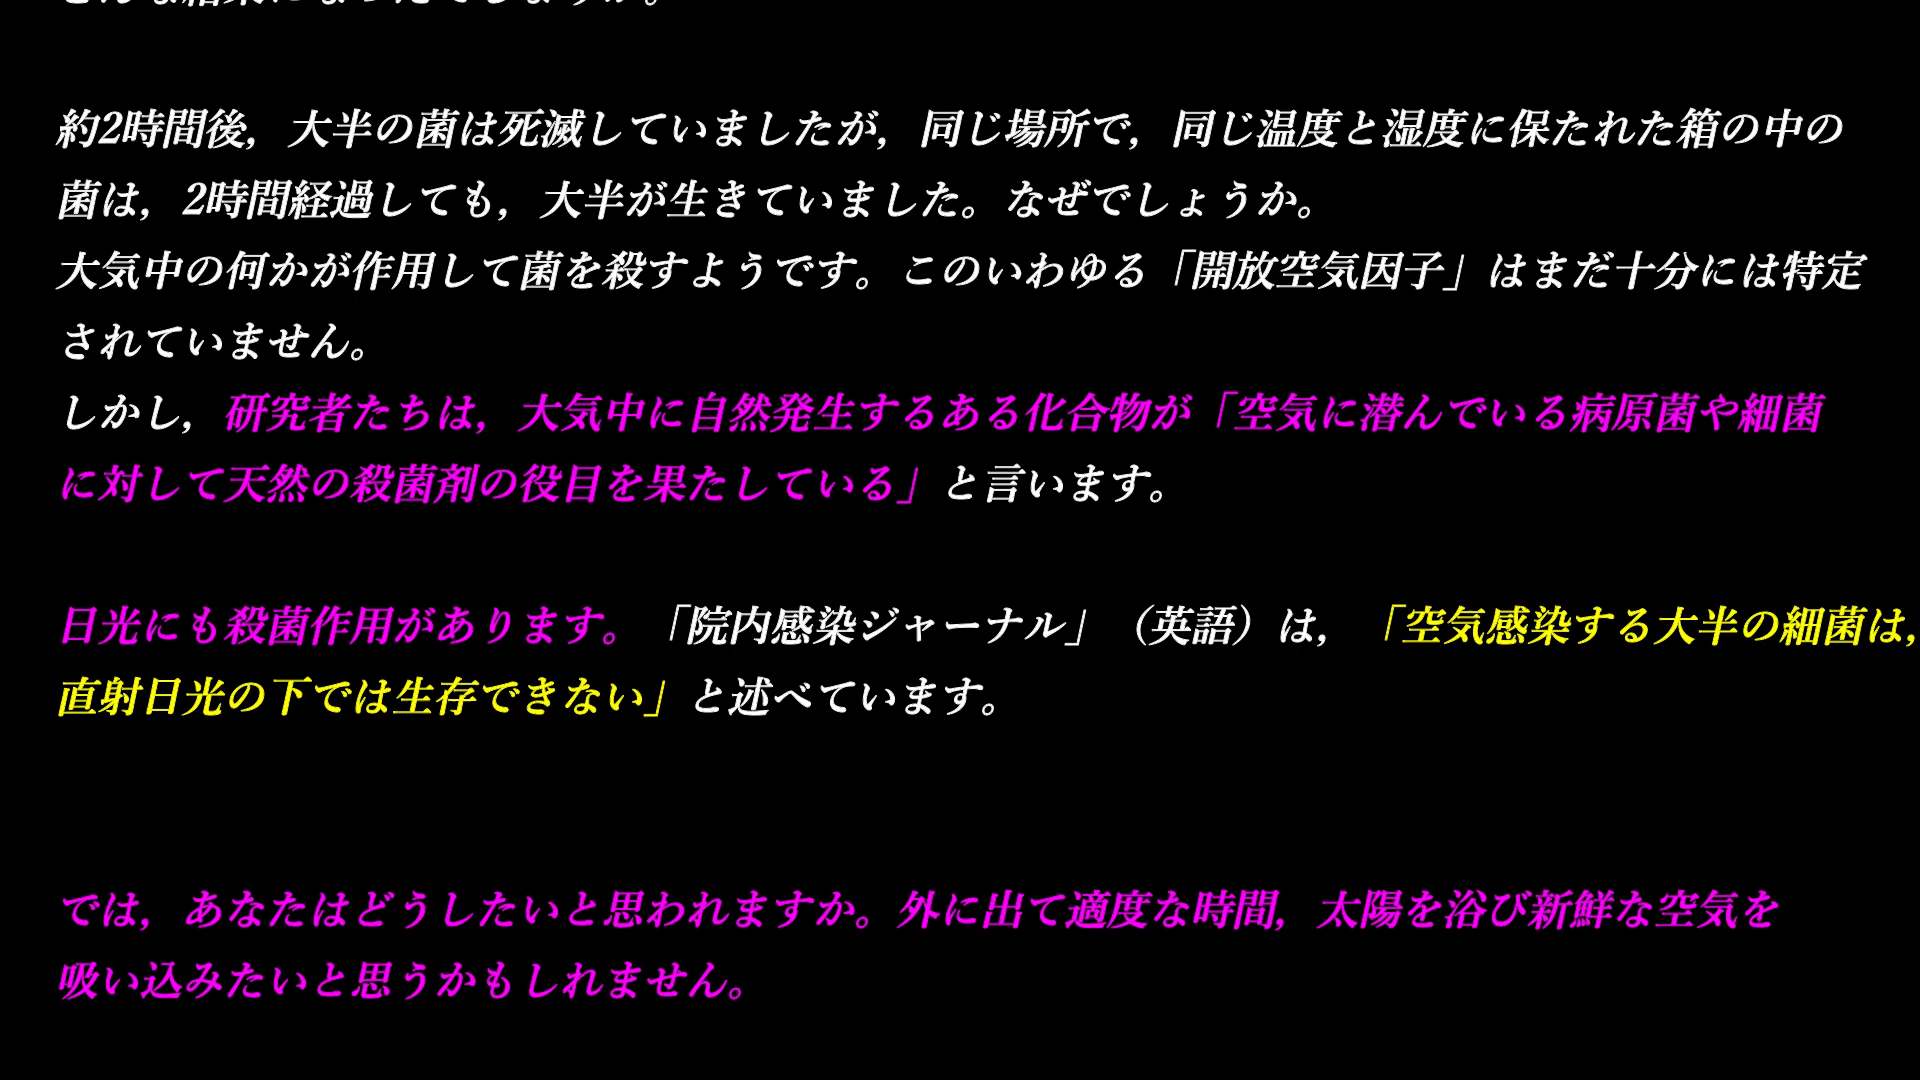 約2時間後，大半の菌は死滅していましたが，同じ場所で，同じ温度と湿度に保たれた箱の中の
菌は，2時間経過しても，大半が生きていました。なぜでしょうか。
大気中の何かが作用して菌を殺すようです。このいわゆる「開放空気因子」はまだ十分には特定
されていません。
しかし，研究者たちは，大気中に自然発生するある化合物が「空気に潜んでいる病原菌や細菌
に対して天然の殺菌剤の役目を果たしている」と言います。
日光にも殺菌作用があります。「院内感染ジャーナル」（英語）は，「空気感染する大半の細菌は，
直射日光の下では生存できない」と述べています。
では，あなたはどうしたいと思われますか。外に出て適度な時間，太陽を浴び新鮮な空気を
吸い込みたいと思うかもしれません。